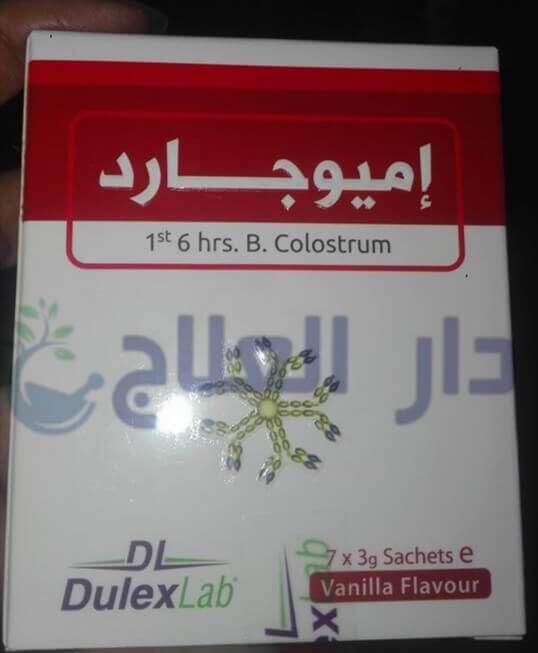 إميوجارد
1st 6 hrs. B. Colostrum
دار العلاج
DL
DulexLab®
7 x 3g Sachets e
Vanilla Flavour